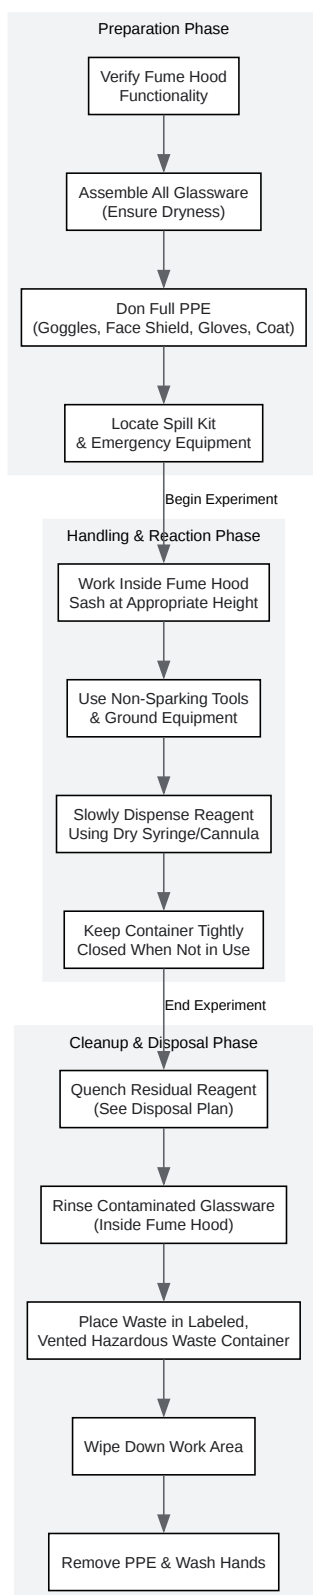 Preparation Phase
Verify Fume Hood
Functionality
Assemble All Glassware
(Ensure Dryness)
Don Full PPE
(Goggles, Face Shield, Gloves, Coat)
Locate Spill Kit
& Emergency Equipment
Begin Experiment
Handling & Reaction Phase
Work Inside Fume Hood
Sash at Appropriate Height
Use Non-Sparking Tools
& Ground Equipment
Slowly Dispense Reagent
Using Dry Syringe/Cannula
Keep Container Tightly
Closed When Not in Use
End Experiment
Cleanup & Disposal Phase
Quench Residual Reagent
(See Disposal Plan)
Rinse Contaminated Glassware
(Inside Fume Hood)
Place Waste in Labeled,
Vented Hazardous Waste Container
Wipe Down Work Area
Remove PPE & Wash Hands